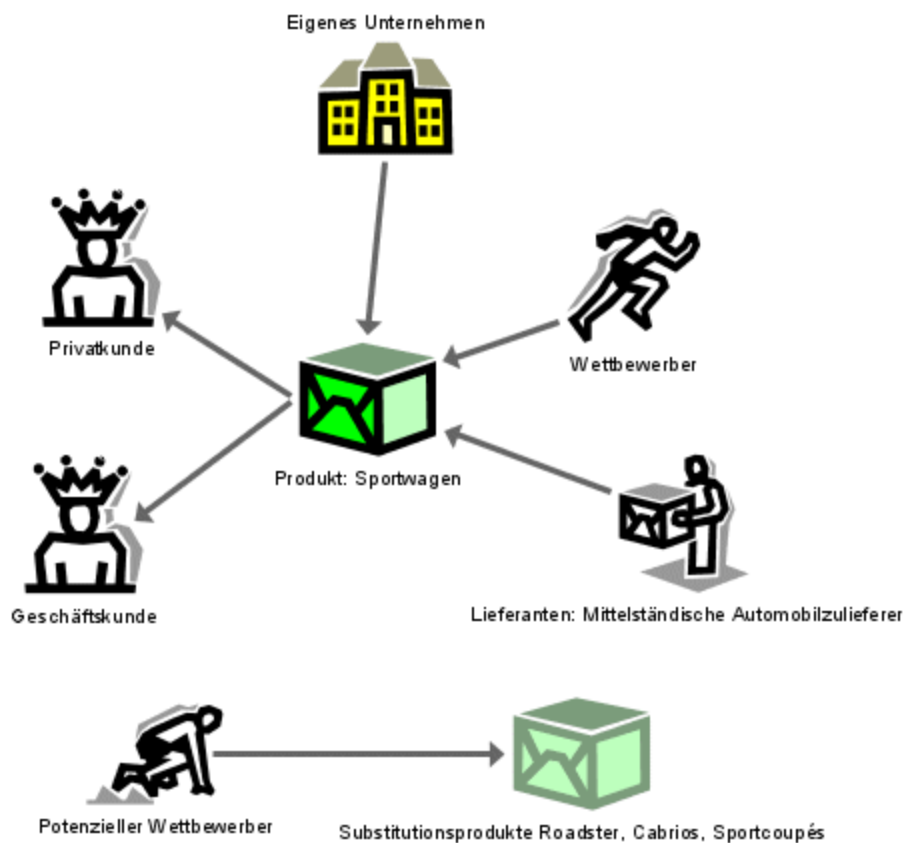 Eigenes Unternehmen
Privatkunde
Wettbewerber
Produkt: Sportwagen
Geschäftskunde
Lieferanten: Mittelständische Automobilzulieferer
Potenzieller Wettbewerber
Substitutionsprodukte Roadster, Cabrios, Sportcoupés